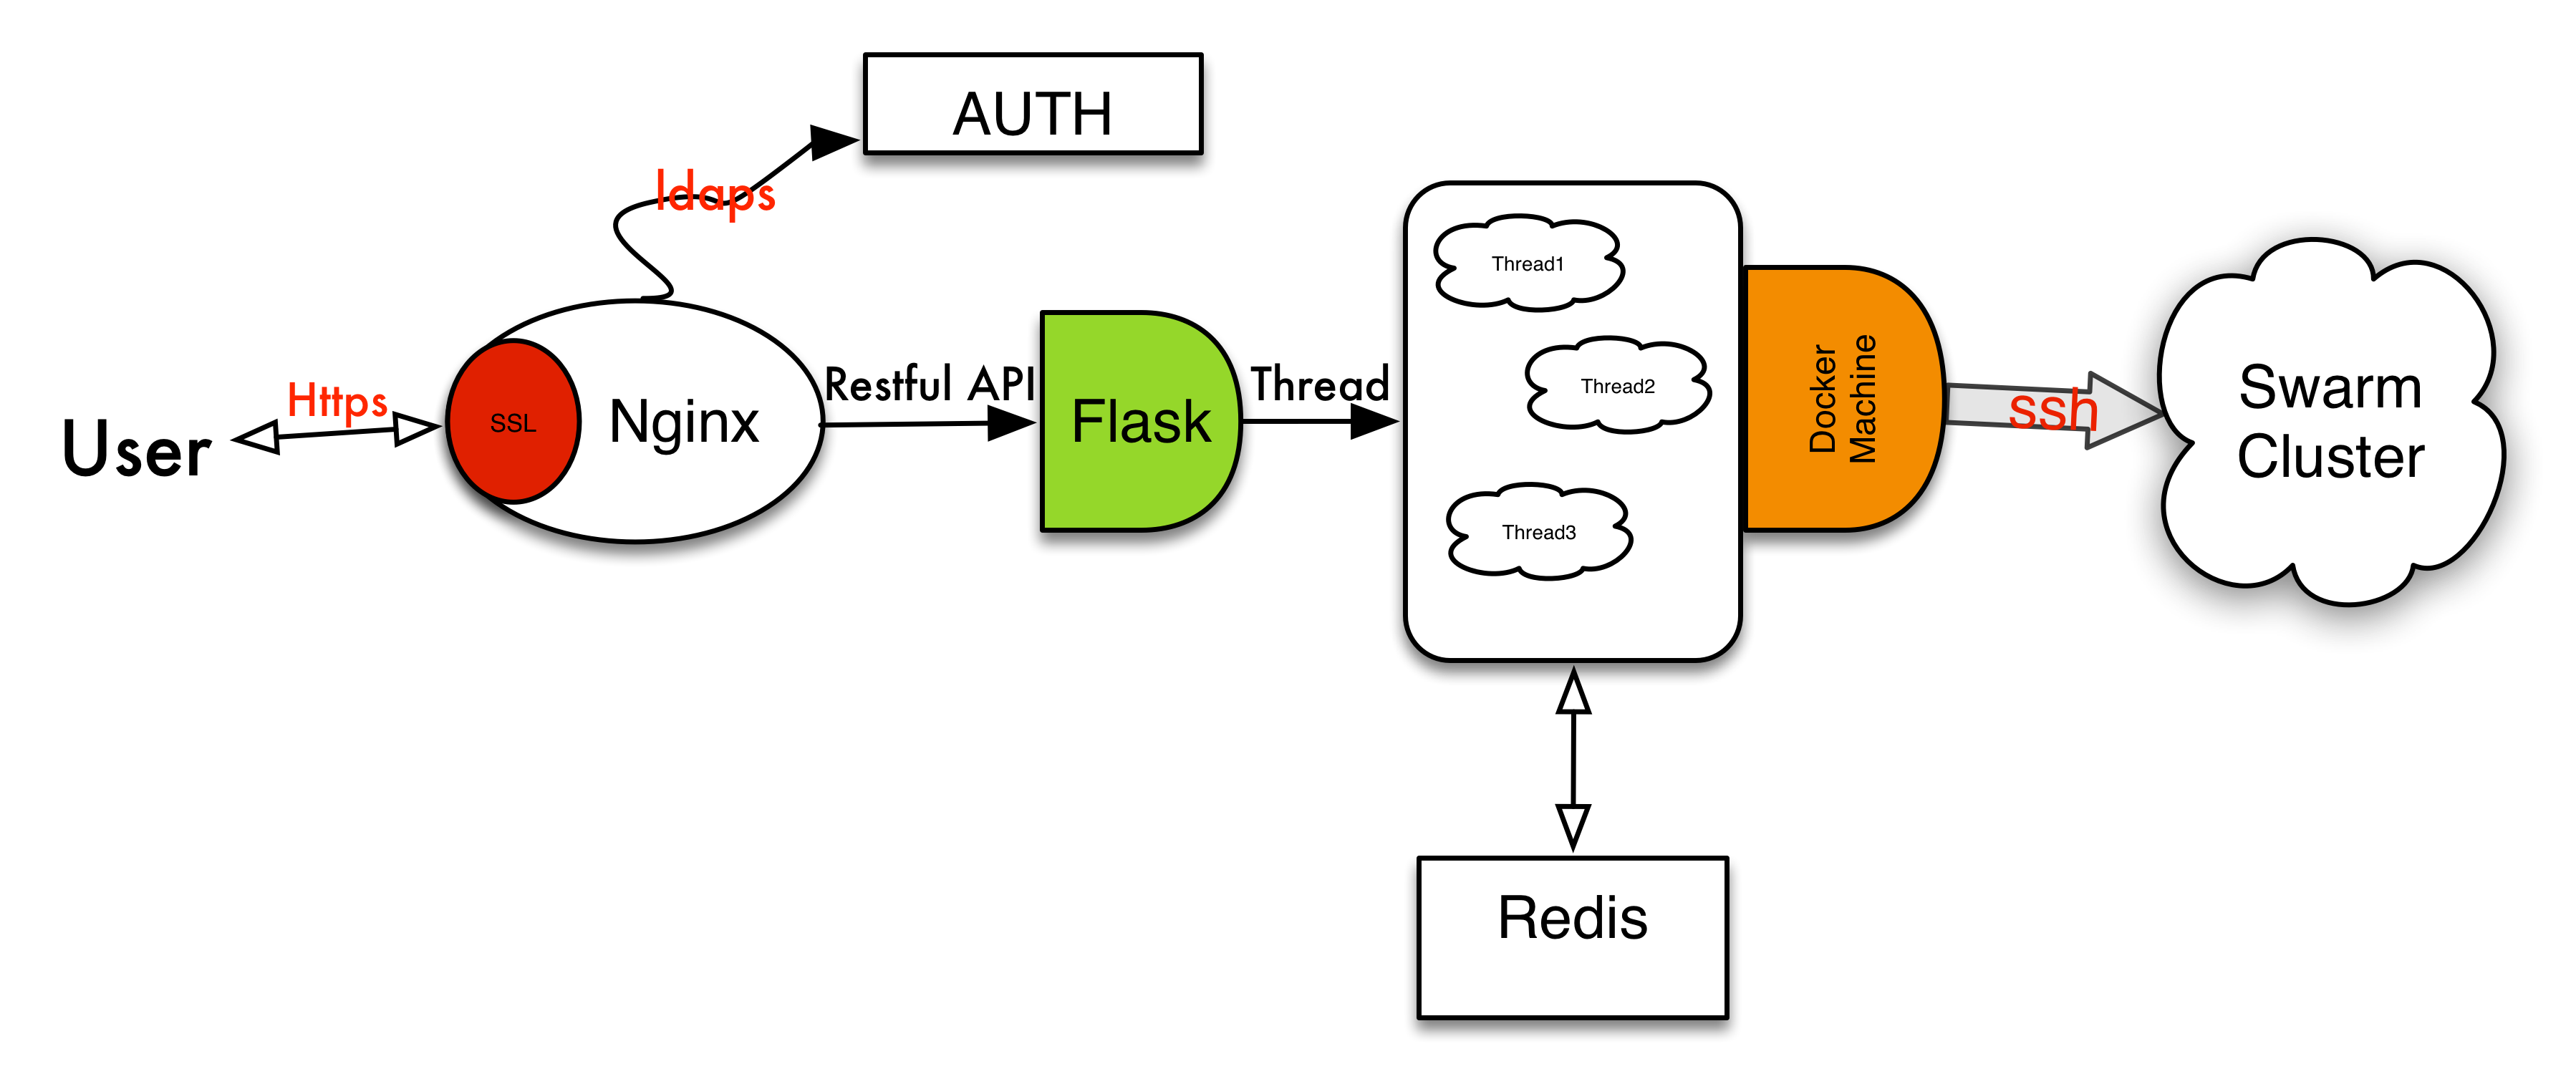 AUTH
ldaps
User
Https
SSL
Nginx
Restful API
Flask
Thread
Thread1
Thread2
Thread3
Docker
Machine
ssh
Swarm
Cluster
Redis